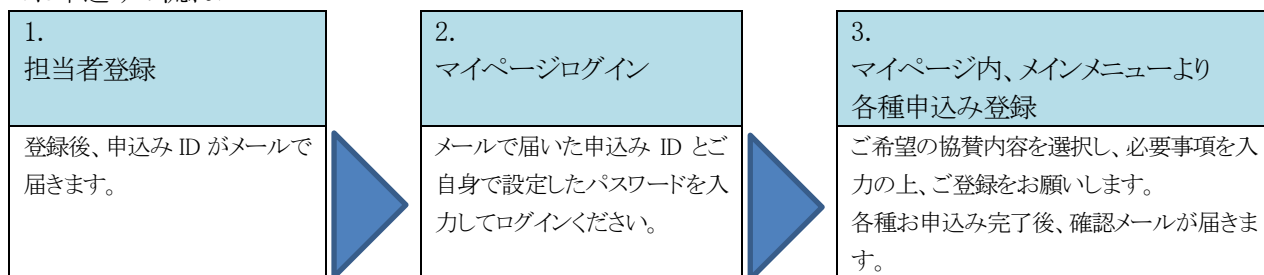 1.
担当者登録
登録後、申込み ID がメールで
届きます。
2.
マイページログイン
メールで届いた申込み ID とご
自身で設定したパスワードを入
力してログインください。
3.
マイページ内、メインメニューより
各種申込み登録
ご希望の協賛内容を選択し、必要事項を入
力の上、ご登録をお願いします。
各種お申込み完了後、確認メールが届きま
す。